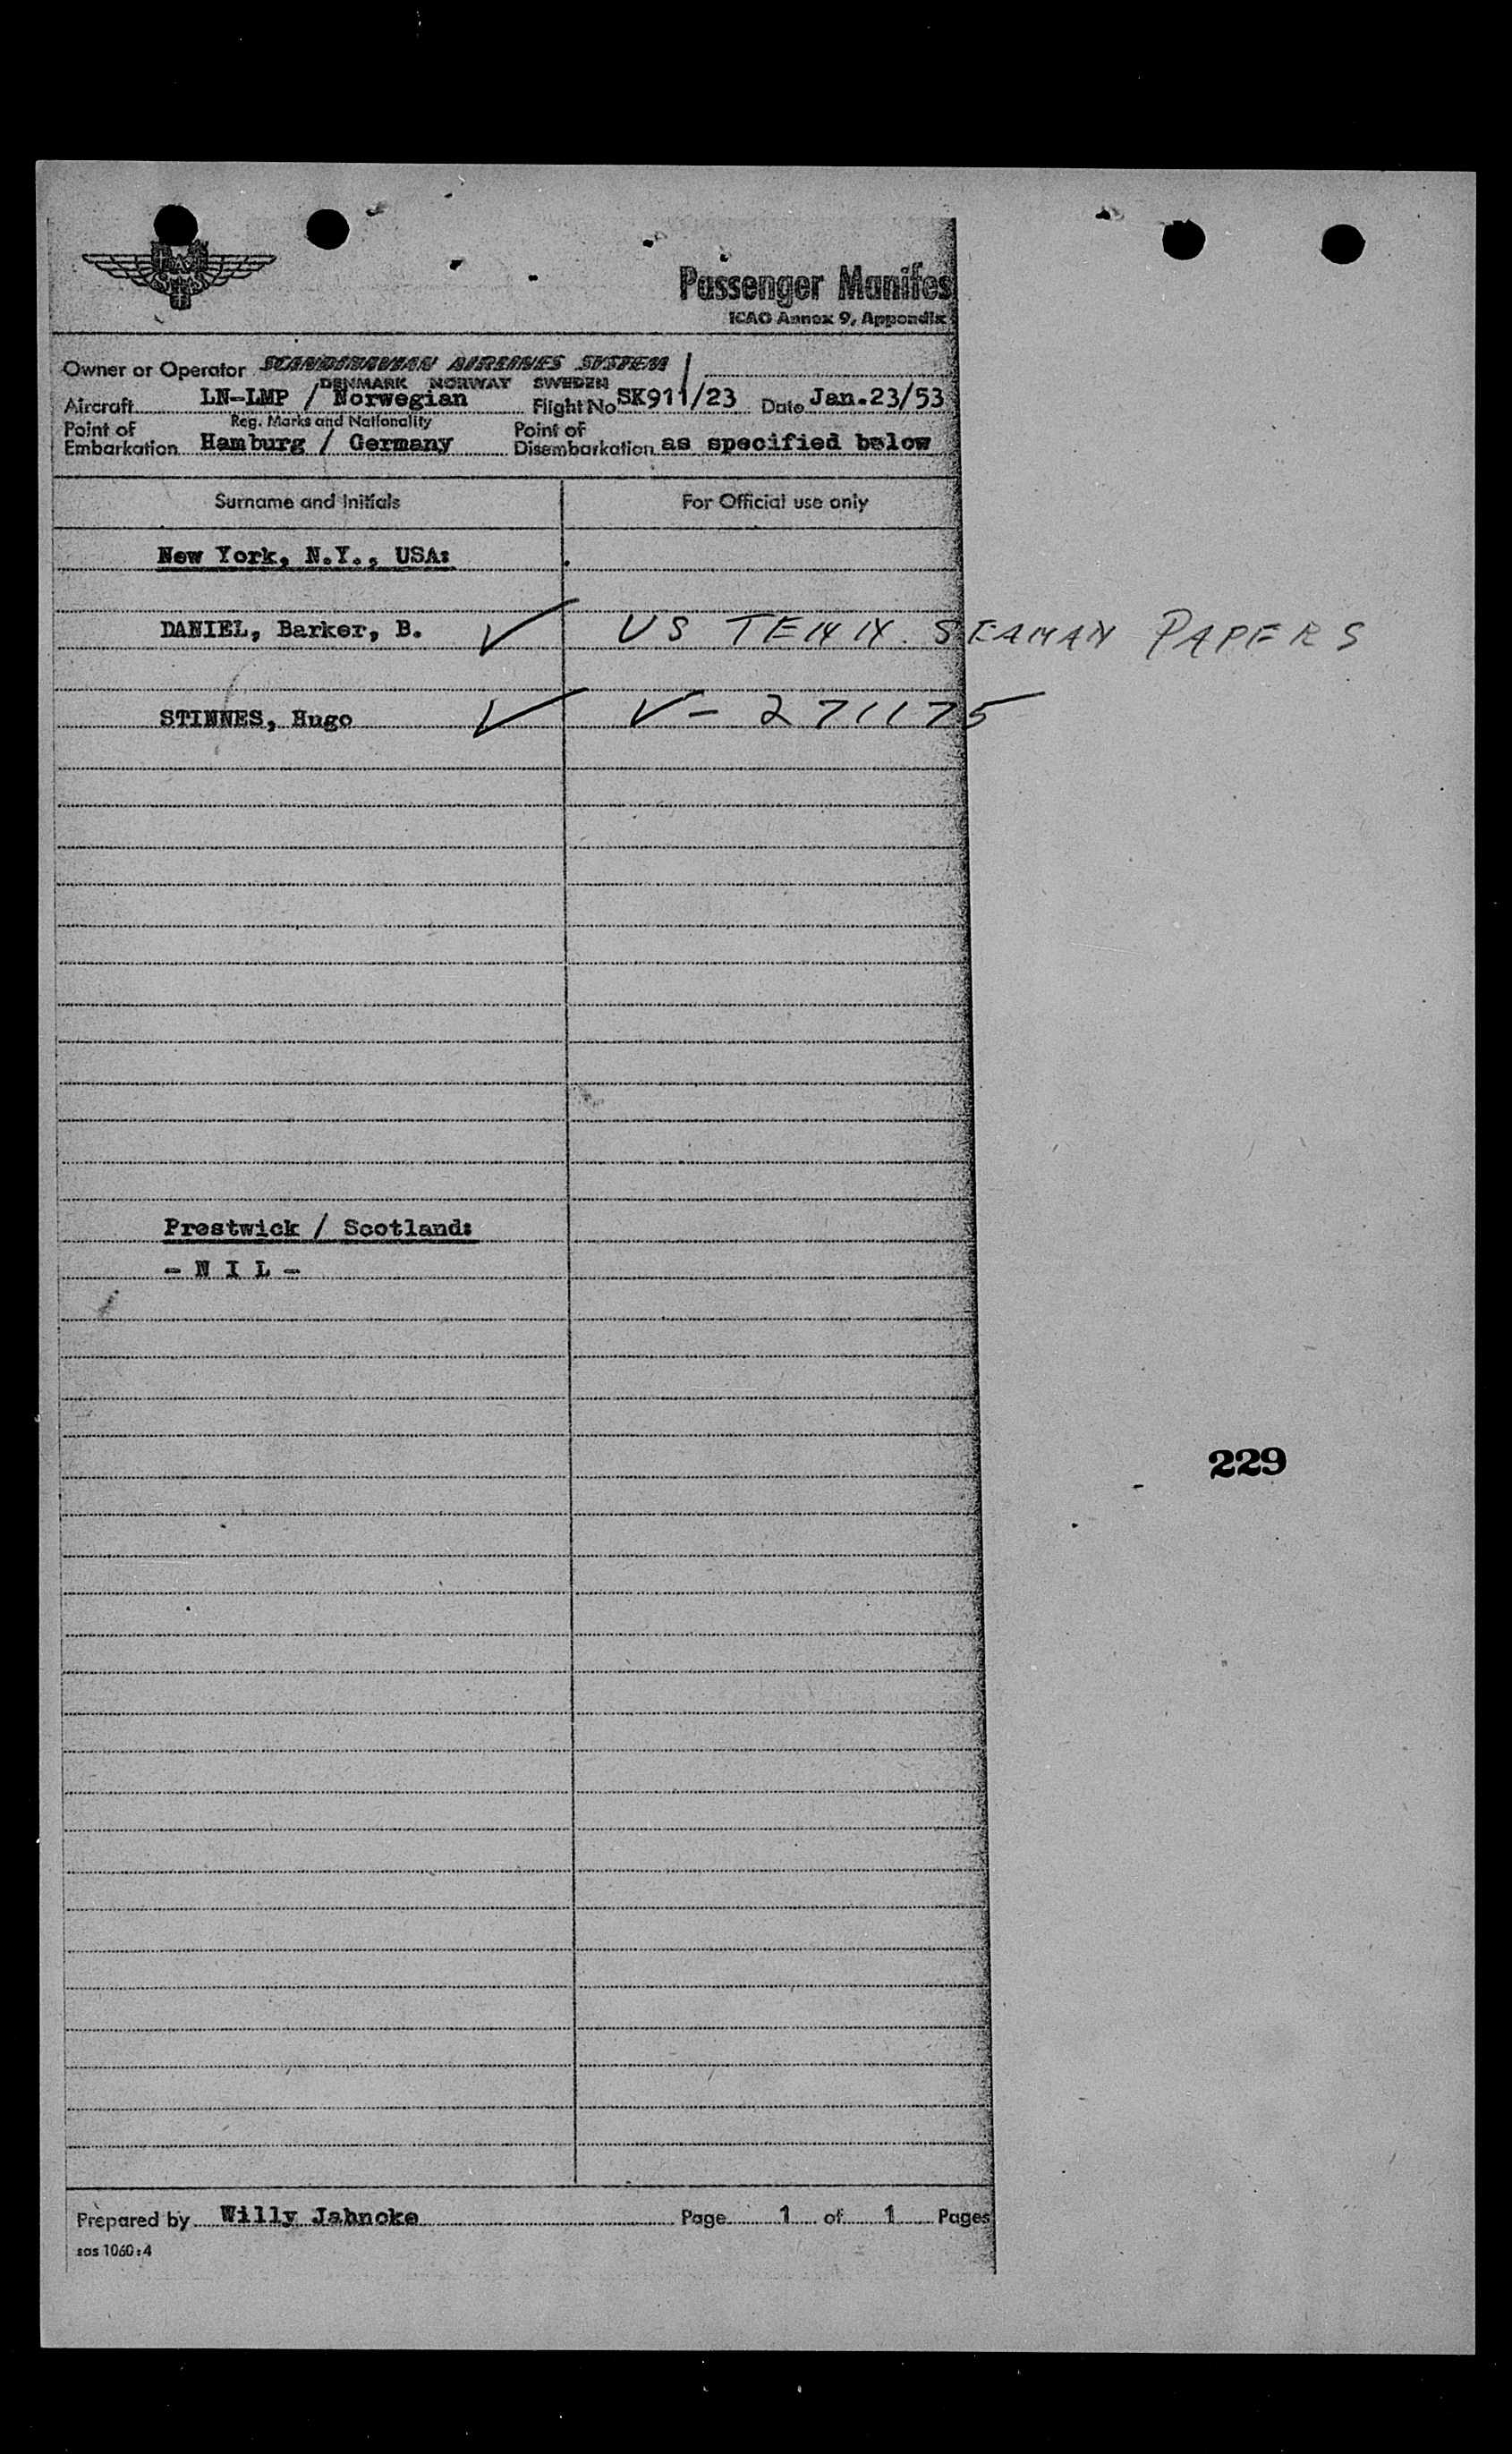 SAS
Passenger Manifes
ICAO Annex 9, Appendix
Owner or Operator SCANDINAVIAN AIRLINES SYSTEM
DENMARK NORWAY SWEDEN
Aircraft LN-LMP / Norwegian Flight No SK911/23 Date Jan.23/53
Reg. Marks and Nationality
Point of Embarkation Hamburg / Germany Point of Disembarkation as specified below
Surname and Initials For Official use only
New York, N.Y., USA:
DANIEL, Barker, B. ✓ US SEAMAN PAPERS
STINNES, Hugo ✓ V-271175
Prestwick / Scotland:
- N I L -
229
Prepared by Willy Jahncke Page 1 of 1 Pages
sas 1060:4